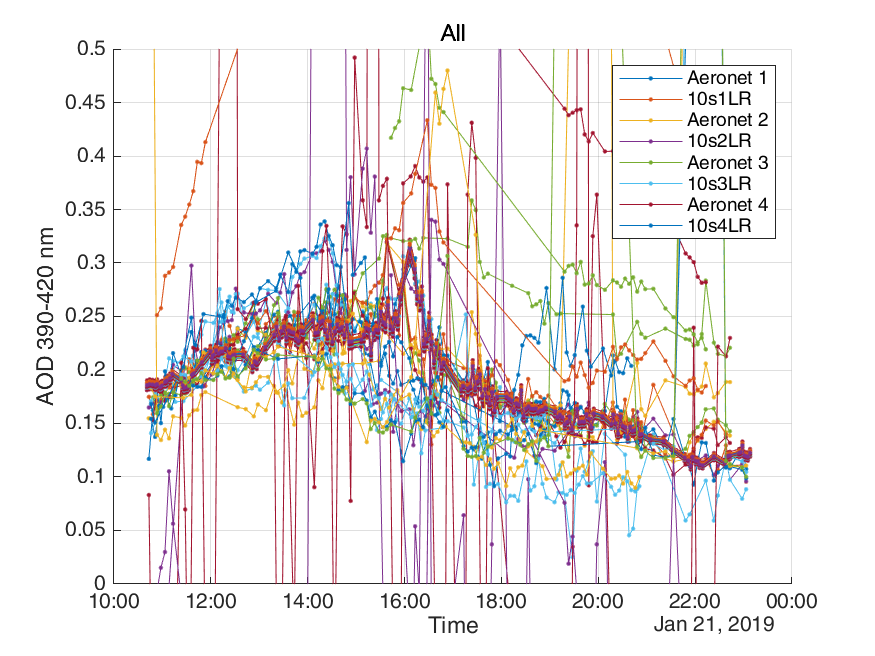 All
0.5
0.45
0.4
0.35
0.3
0.25
0.2
0.15
0.1
0.05
0
AOD 390-420 nm
Aeronet 1
10s1LR
Aeronet 2
10s2LR
Aeronet 3
10s3LR
Aeronet 4
10s4LR
10:00 12:00 14:00 16:00 18:00 20:00 22:00 00:00
Time
Jan 21, 2019